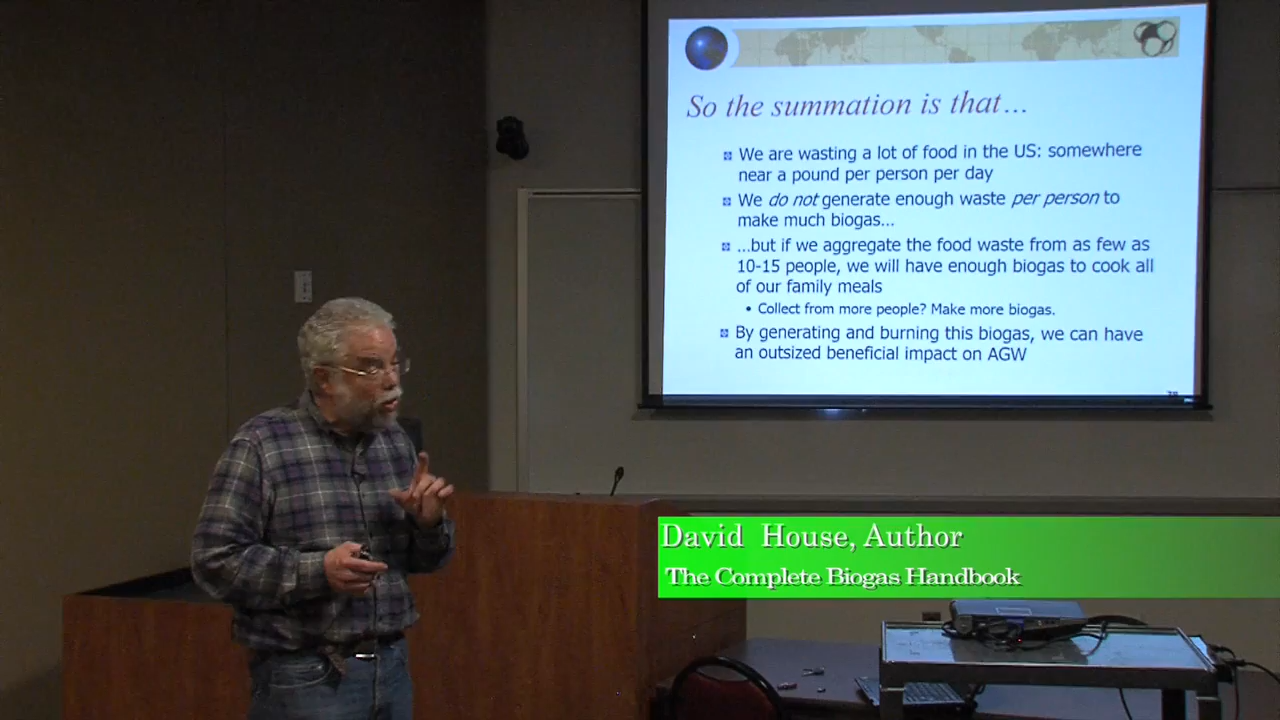 So the summation is that...
We are wasting a lot of food in the US: somewhere
near a pound per person per day
We do not generate enough waste per person to
make much biogas...
...but if we aggregate the food waste from as few as
10-15 people, we will have enough biogas to cook all
of our family meals
• Collect from more people? Make more biogas.
By generating and burning this biogas, we can have
an outsized beneficial impact on AGW
David House, Author
The Complete Biogas Handbook